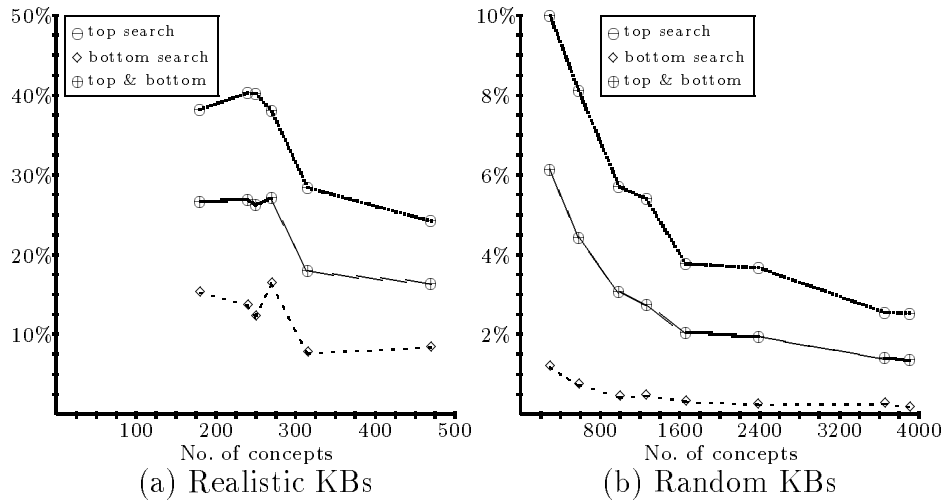 50%
40%
30%
20%
10%
top search
bottom search
top & bottom
100 200 300 400 500
No. of concepts
(a) Realistic KBs
10%
8%
6%
4%
2%
top search
bottom search
top & bottom
800 1600 2400 3200 4000
No. of concepts
(b) Random KBs